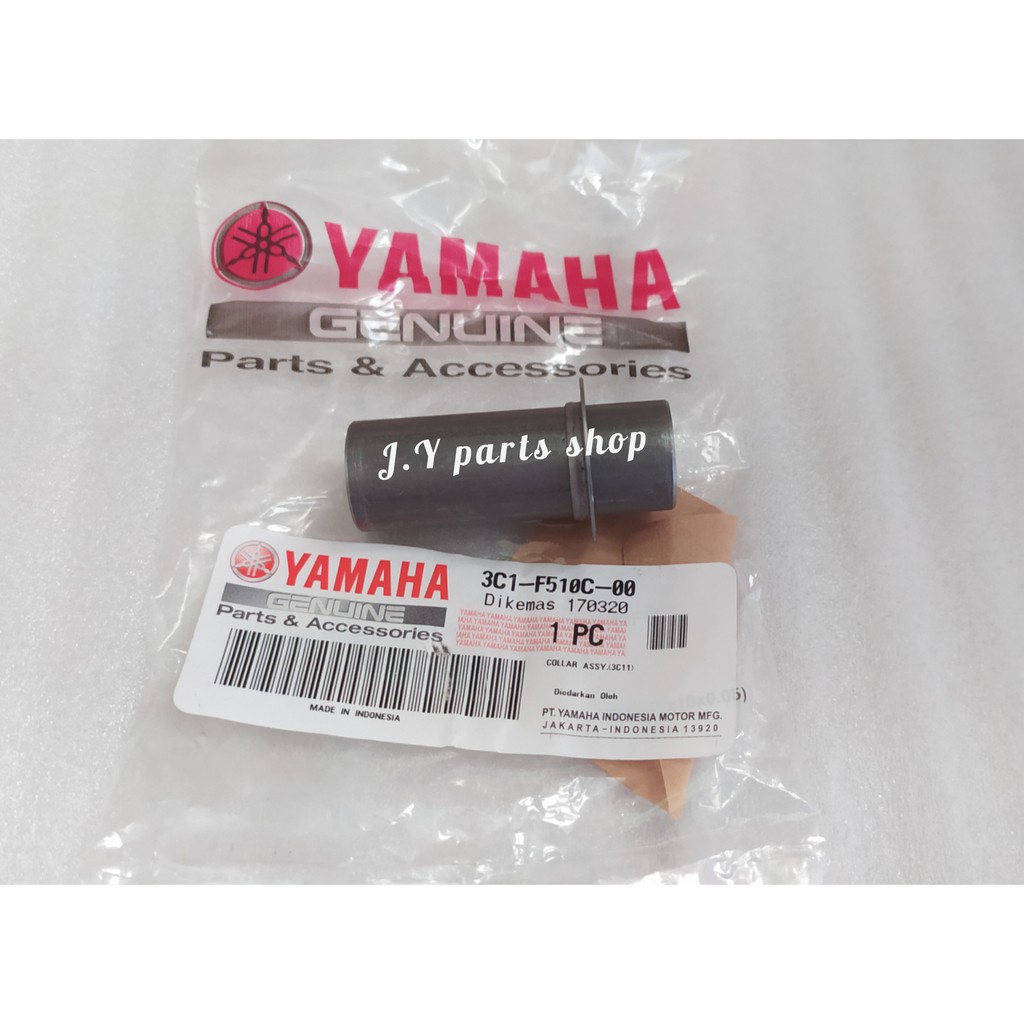 YAMAHA
GENUINE
Parts & Accessories
J.Y parts shop
YAMAHA
GENUINE
Parts & Accessories
MADE IN INDONESIA
3C1-F510C-00
Dikemas 170320
1 PC
COLLAR ASSY.(3C11)
Diedarkan Oleh
PT. YAMAHA INDONESIA MOTOR MFG.
JAKARTA-INDONESIA 13920